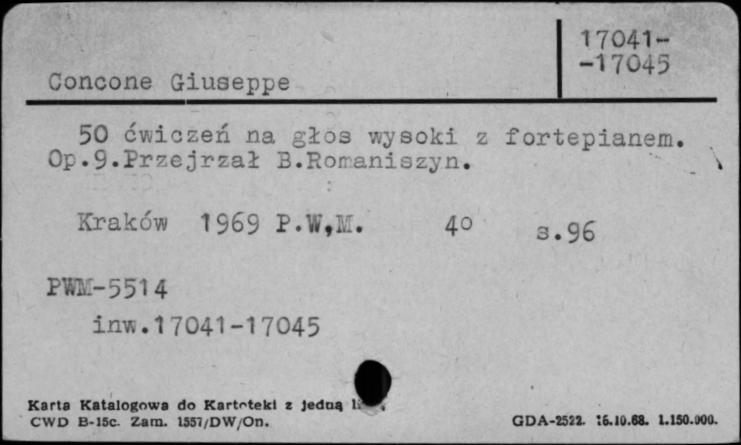 17041-
-17045
Concone Giuseppe
50 ćwiczeń na głos wysoki z fortepianem.
Op.9.Przejrzał B.Romaniszyn.
Kraków 1969 P.W,M. 4o s.96
PWM-5514
inw.17041-17045
Karta Katalogowa do Kartoteki z jedną
CWD B-15c. Zam. 1557/DW/On. GDA-2522. 16.10.68. 1.150.000.